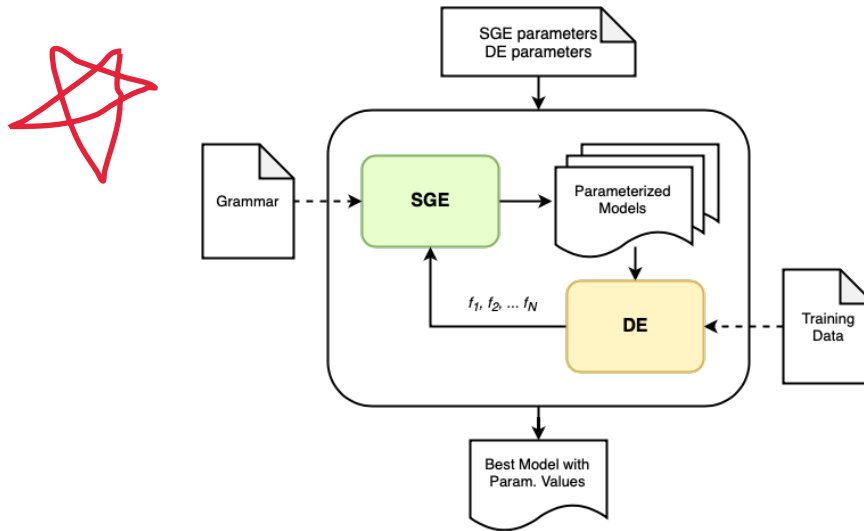 SGE parameters
DE parameters
Grammar
SGE
Parameterized
Models
f1, f2, ... fN
DE
Training
Data
Best Model with
Param. Values